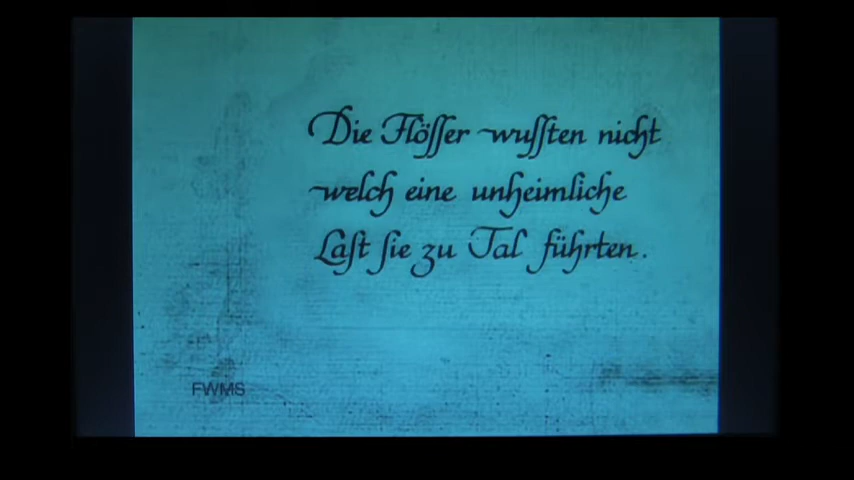 Die Flösser wussten nicht
welch eine unheimliche
Last sie zu Tal führten.
FWMS